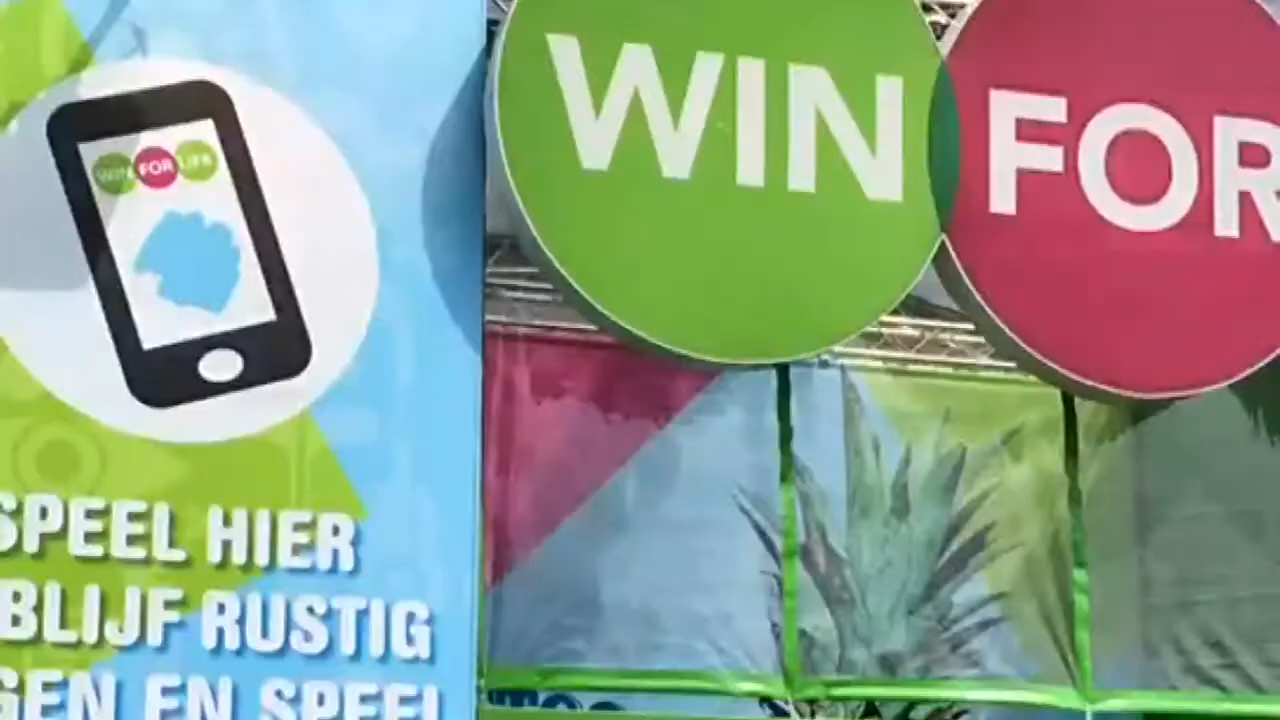 WIN FOR
WIN FOR LIFE
SPEEL HIER
BLIJF RUSTIG
EN SPEEL